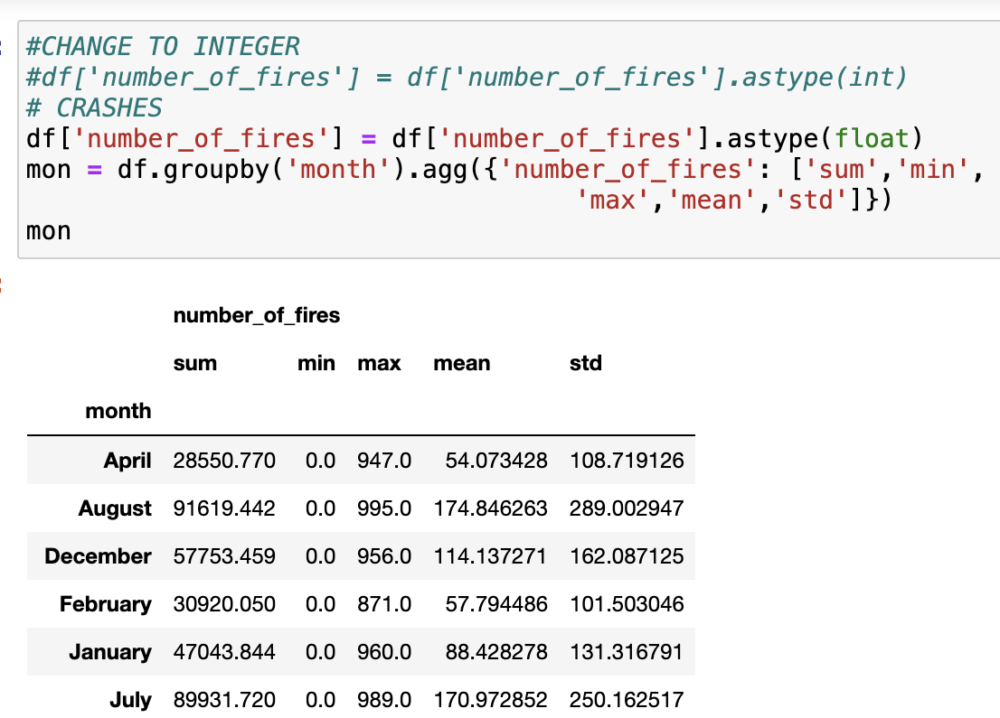 #CHANGE TO INTEGER
#df['number_of_fires'] = df['number_of_fires'].astype(int)
# CRASHES
df['number_of_fires'] = df['number_of_fires'].astype(float)
mon = df.groupby('month').agg({'number_of_fires': ['sum','min',
'max','mean','std']})
mon
number_of_fires
sum min max mean std
month
April 28550.770 0.0 947.0 54.073428 108.719126
August 91619.442 0.0 995.0 174.846263 289.002947
December 57753.459 0.0 956.0 114.137271 162.087125
February 30920.050 0.0 871.0 57.794486 101.503046
January 47043.844 0.0 960.0 88.428278 131.316791
July 89931.720 0.0 989.0 170.972852 250.162517